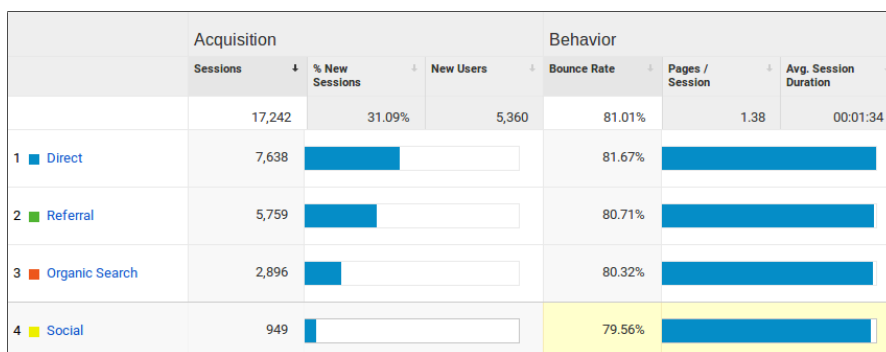 Acquisition Behavior
Sessions % New Sessions New Users Bounce Rate Pages / Session Avg. Session Duration
17,242 31.09% 5,360 81.01% 1.38 00:01:34
1 Direct 7,638 81.67%
2 Referral 5,759 80.71%
3 Organic Search 2,896 80.32%
4 Social 949 79.56%